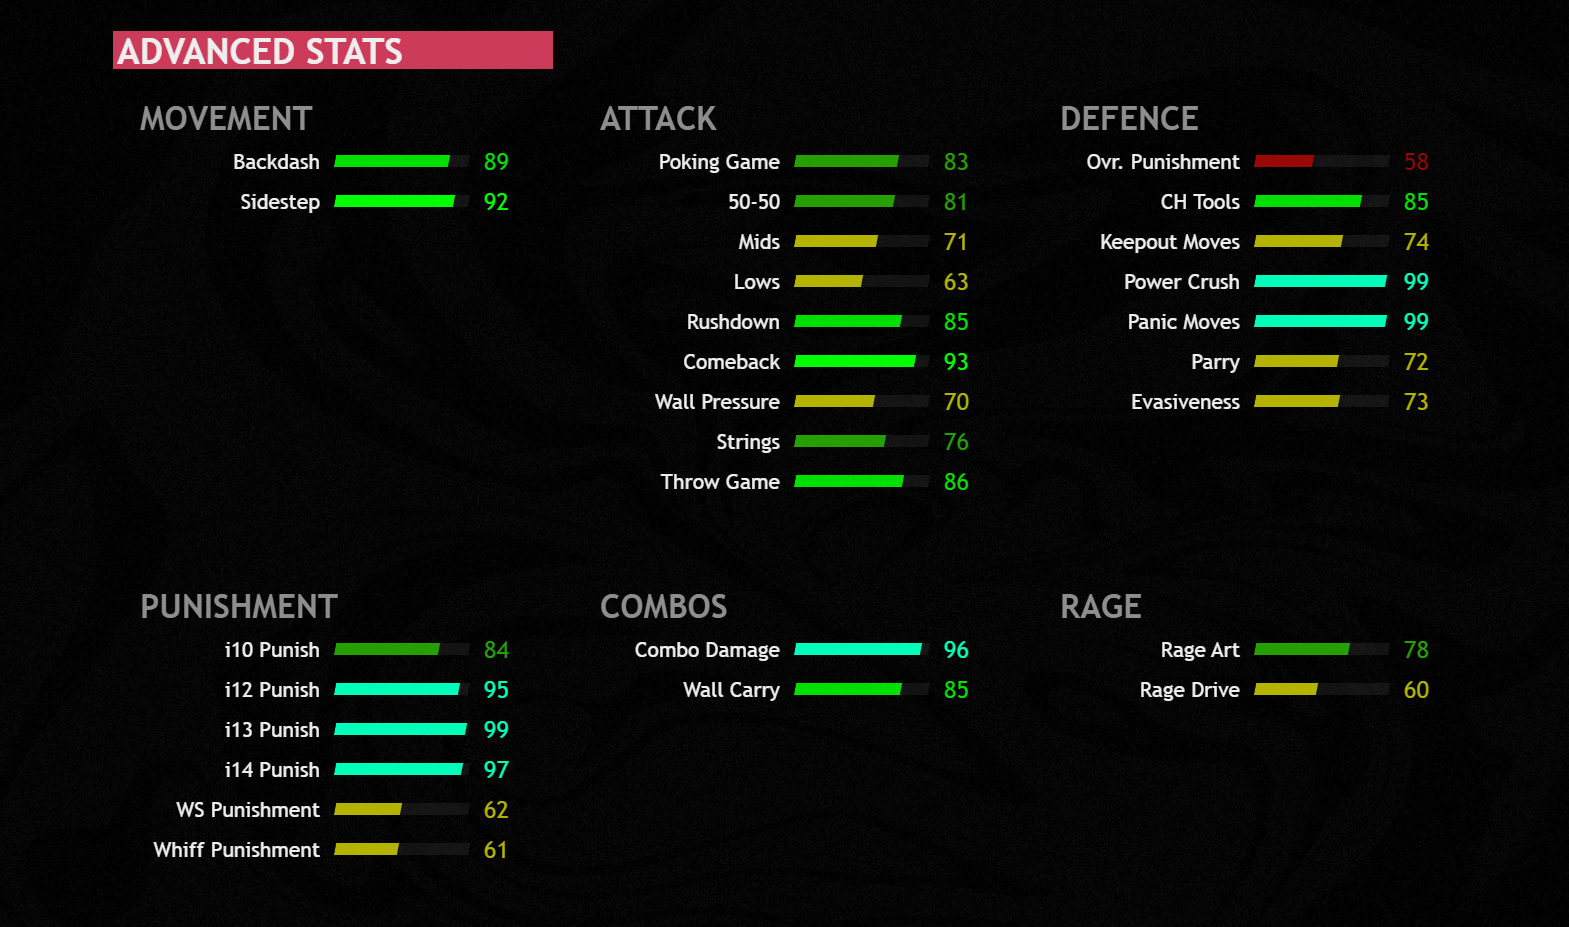 ADVANCED STATS
MOVEMENT
Backdash 89
Sidestep 92
ATTACK
Poking Game 83
50-50 81
Mids 71
Lows 63
Rushdown 85
Comeback 93
Wall Pressure 70
Strings 76
Throw Game 86
DEFENCE
Ovr. Punishment 58
CH Tools 85
Keepout Moves 74
Power Crush 99
Panic Moves 99
Parry 72
Evasiveness 73
PUNISHMENT
i10 Punish 84
i12 Punish 95
i13 Punish 99
i14 Punish 97
WS Punishment 62
Whiff Punishment 61
COMBOS
Combo Damage 96
Wall Carry 85
RAGE
Rage Art 78
Rage Drive 60